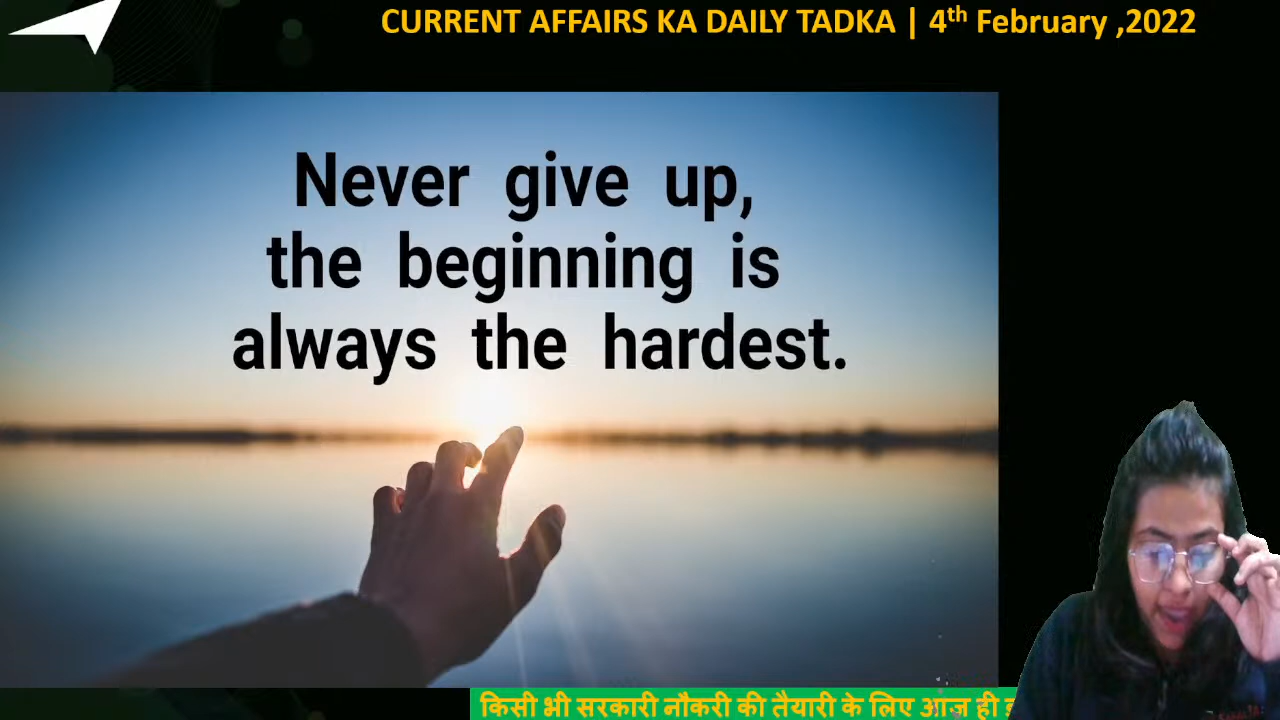 CURRENT AFFAIRS KA DAILY TADKA | 4th February ,2022
Never give up,
the beginning is
always the hardest.
किसी भी सरकारी नौकरी की तैयारी के लिए आज ही